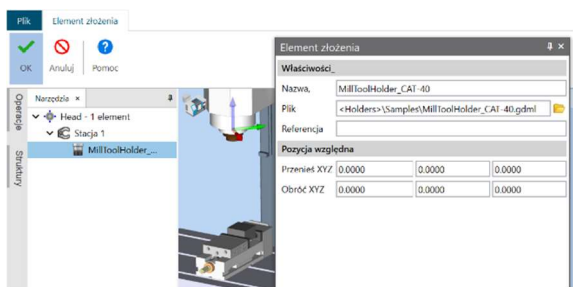 Plik Element złożenia
OK Anuluj Pomoc
Element złożenia
Właściwości_
Nazwa, MillToolHolder_CAT-40
Plik <Holders>\Samples\MillToolHolder_CAT-40.gdml
Referencja
Pozycja względna
Przenieś XYZ 0.0000 0.0000 0.0000
Obróć XYZ 0.0000 0.0000 0.0000
Operacje
Struktury
Narzędzia ×
Head - 1 element
Stacja 1
MillToolHolder_...